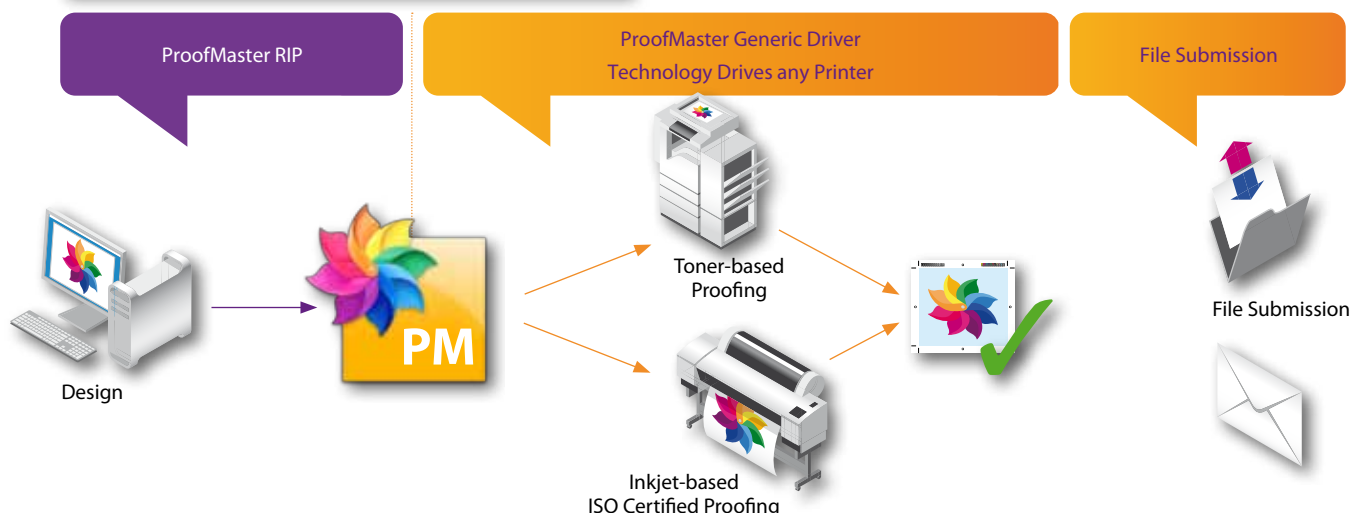 ProofMaster RIP
ProofMaster Generic Driver
Technology Drives any Printer
File Submission
Design
PM
Toner-based
Proofing
Inkjet-based
ISO Certified Proofing
File Submission